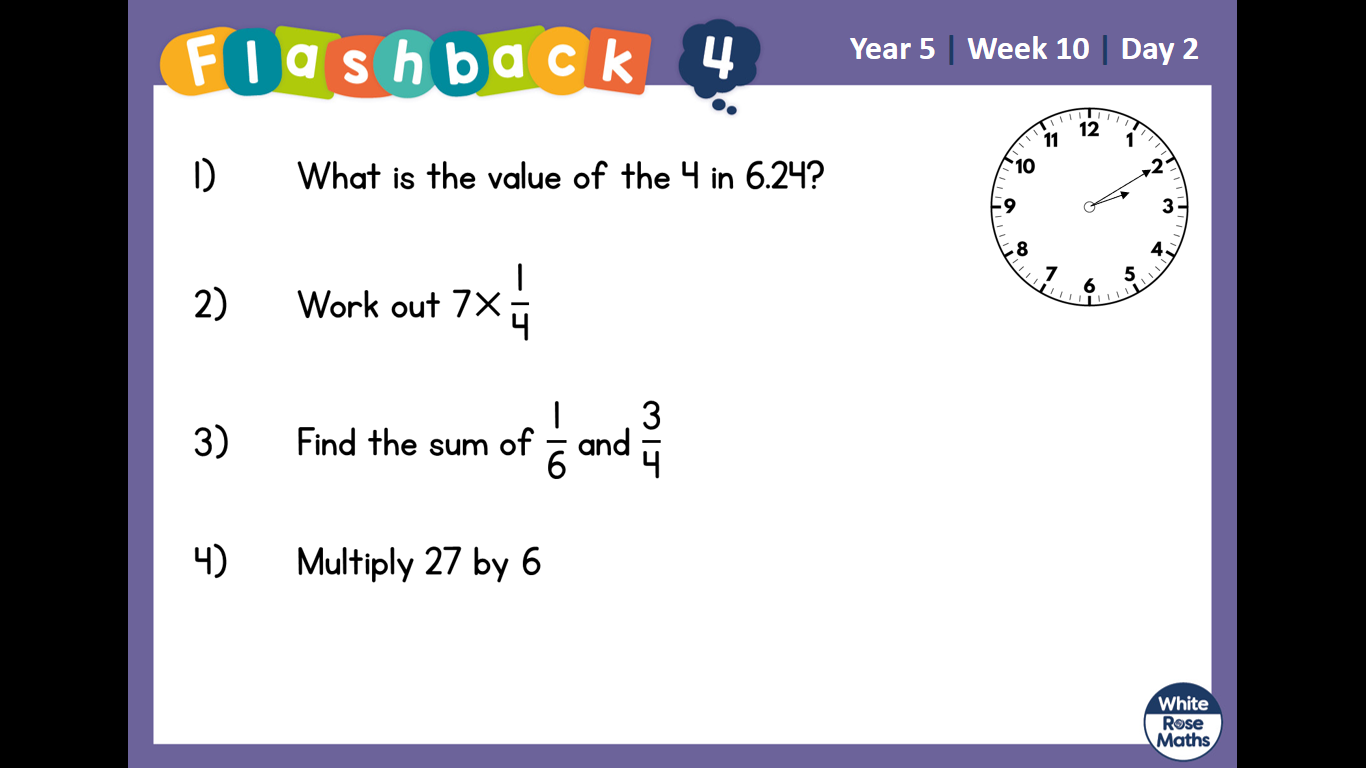 Flashback 4
Year 5 | Week 10 | Day 2
1) What is the value of the 4 in 6.24?
2) Work out 7 × 1/4
3) Find the sum of 1/6 and 3/4
4) Multiply 27 by 6
12
1
2
3
4
5
6
7
8
9
10
11
White
Rose
Maths